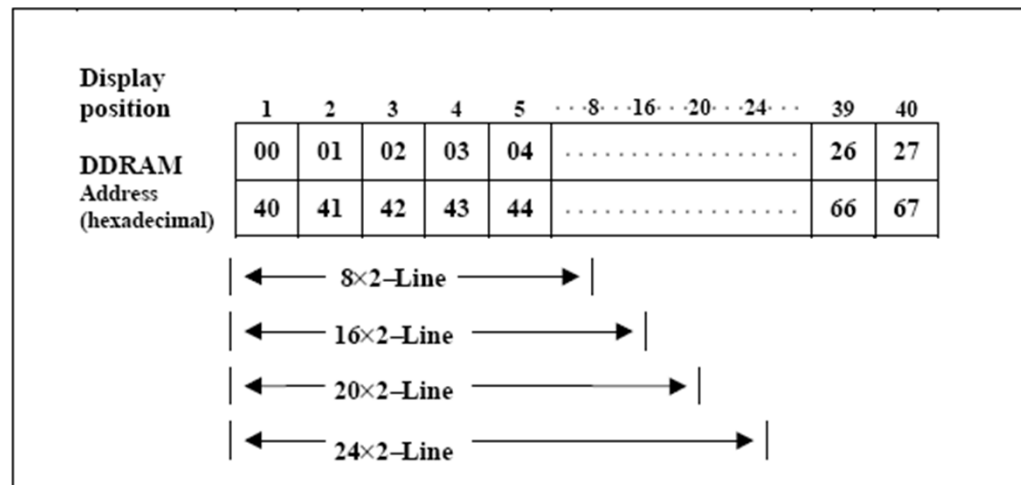 Display
position 1 2 3 4 5 · · ·8· · ·16· · ·20· · ·24· · · 39 40
DDRAM 00 01 02 03 04 .................. 26 27
Address
(hexadecimal) 40 41 42 43 44 .................. 66 67
8×2–Line
16×2–Line
20×2–Line
24×2–Line